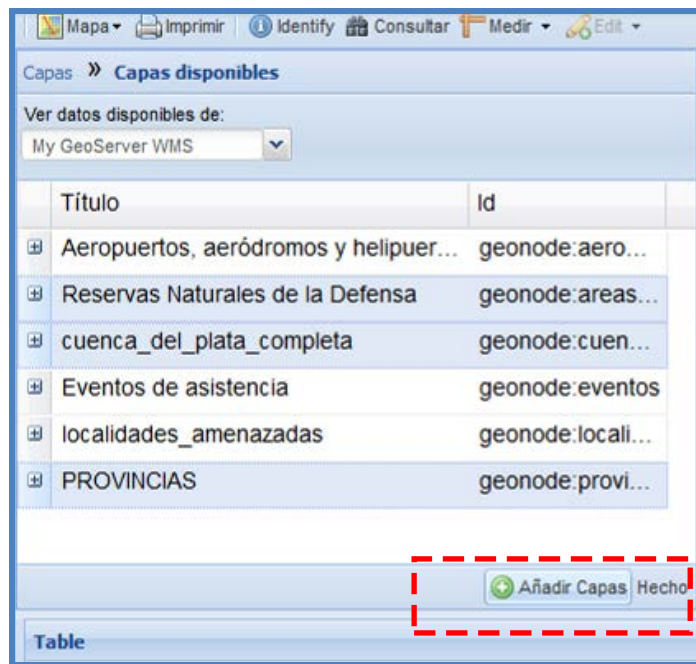 Mapa Imprimir Identify Consultar Medir Edit
Capas » Capas disponibles
Ver datos disponibles de:
My GeoServer WMS
Título Id
Aeropuertos, aeródromos y helipuer... geonode:aero...
Reservas Naturales de la Defensa geonode:areas...
cuenca_del_plata_completa geonode:cuen...
Eventos de asistencia geonode:eventos
localidades_amenazadas geonode:locali...
PROVINCIAS geonode:provi...
Añadir Capas Hecho
Table